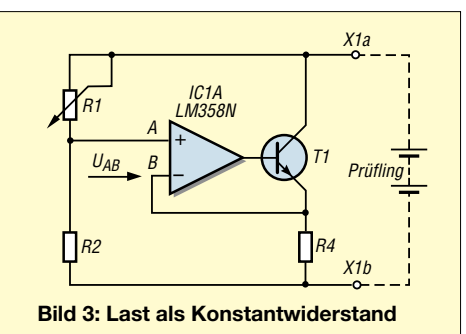 X1a
R1
IC1A
LM358N
A
+
T1
U_AB
B
−
Prüfling
R2
R4
X1b
Bild 3: Last als Konstantwiderstand